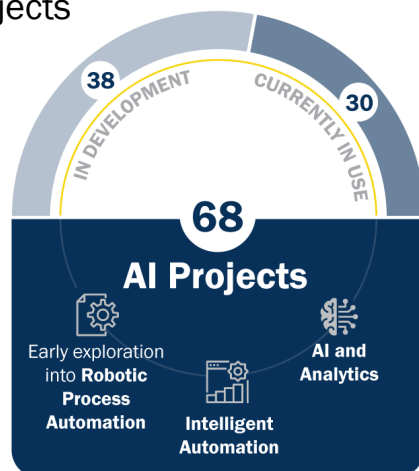 jects
38
IN DEVELOPMENT
CURRENTLY IN USE
30
68
AI Projects
Early exploration
into Robotic
Process
Automation
Intelligent
Automation
AI and
Analytics